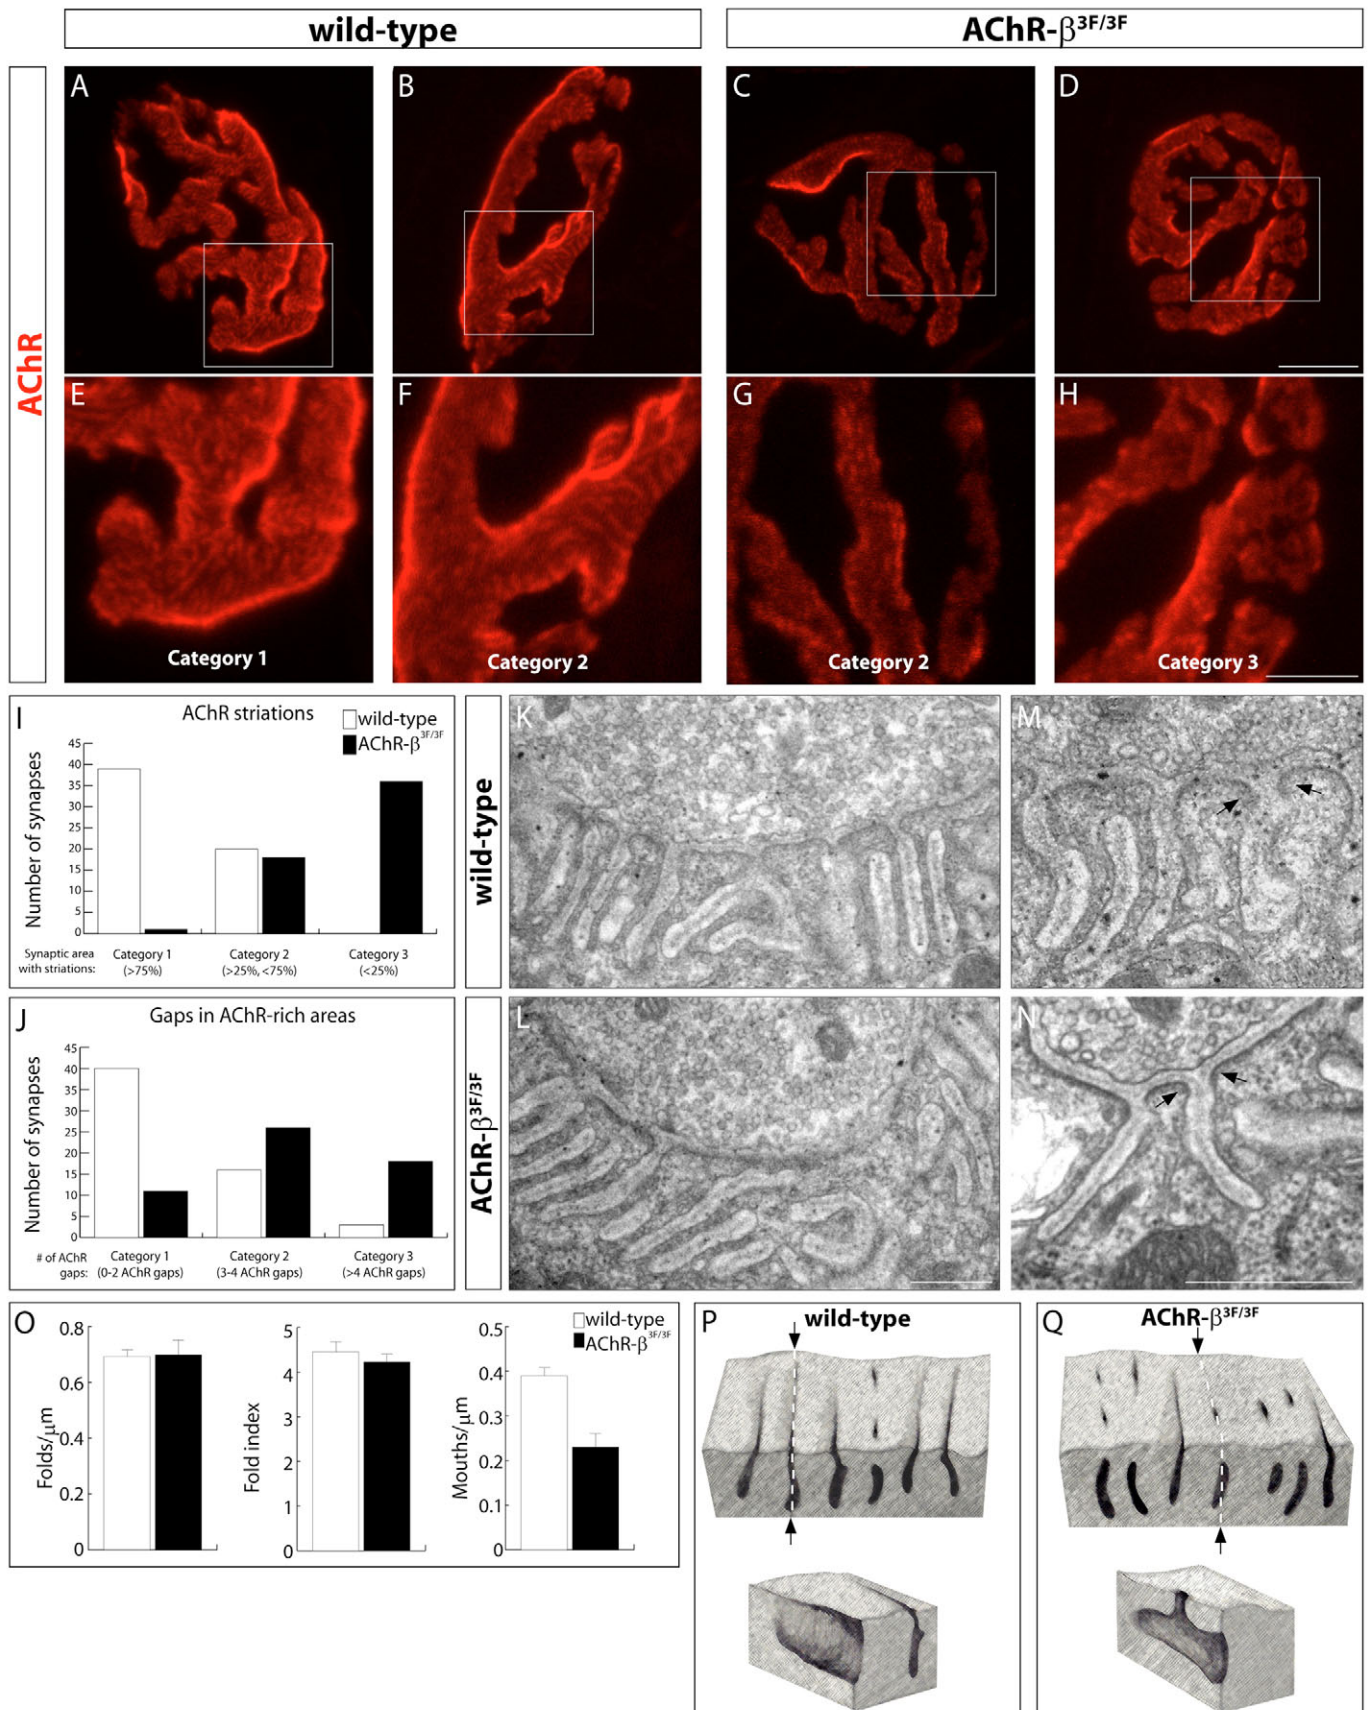 wild-type
AChR-β3F/3F
AChR
A
B
C
D
E
F
G
H
Category 1
Category 2
Category 2
Category 3
I
AChR striations
wild-type
AChR-β3F/3F
Number of synapses
45
40
35
30
25
20
15
10
5
0
Synaptic area
with striations:
Category 1
(>75%)
Category 2
(>25%, <75%)
Category 3
(<25%)
J
Gaps in AChR-rich areas
Number of synapses
45
40
35
30
25
20
15
10
5
0
# of AChR
gaps:
Category 1
(0-2 AChR gaps)
Category 2
(3-4 AChR gaps)
Category 3
(>4 AChR gaps)
wild-type
K
M
AChR-β3F/3F
L
N
O
wild-type
AChR-β3F/3F
Folds/μm
0.8
0.6
0.4
0.2
0
Fold index
5
4
4
3
2
1
0
Mouths/μm
0.5
0.4
0.3
0.2
0.1
0
P
wild-type
Q
AChR-β3F/3F